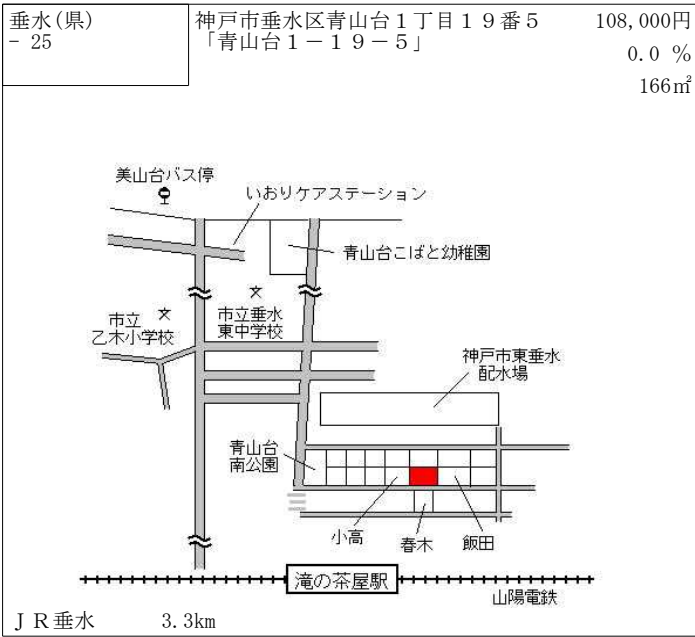 垂水(県)
- 25
神戸市垂水区青山台１丁目１９番５
「青山台１－１９－５」
108,000円
0.0 %
166㎡
美山台バス停
いおりケアステーション
青山台こばと幼稚園
市立
乙木小学校
市立垂水
東中学校
神戸市東垂水
配水場
青山台
南公園
小高
春木
飯田
滝の茶屋駅
山陽電鉄
ＪＲ垂水 3.3km